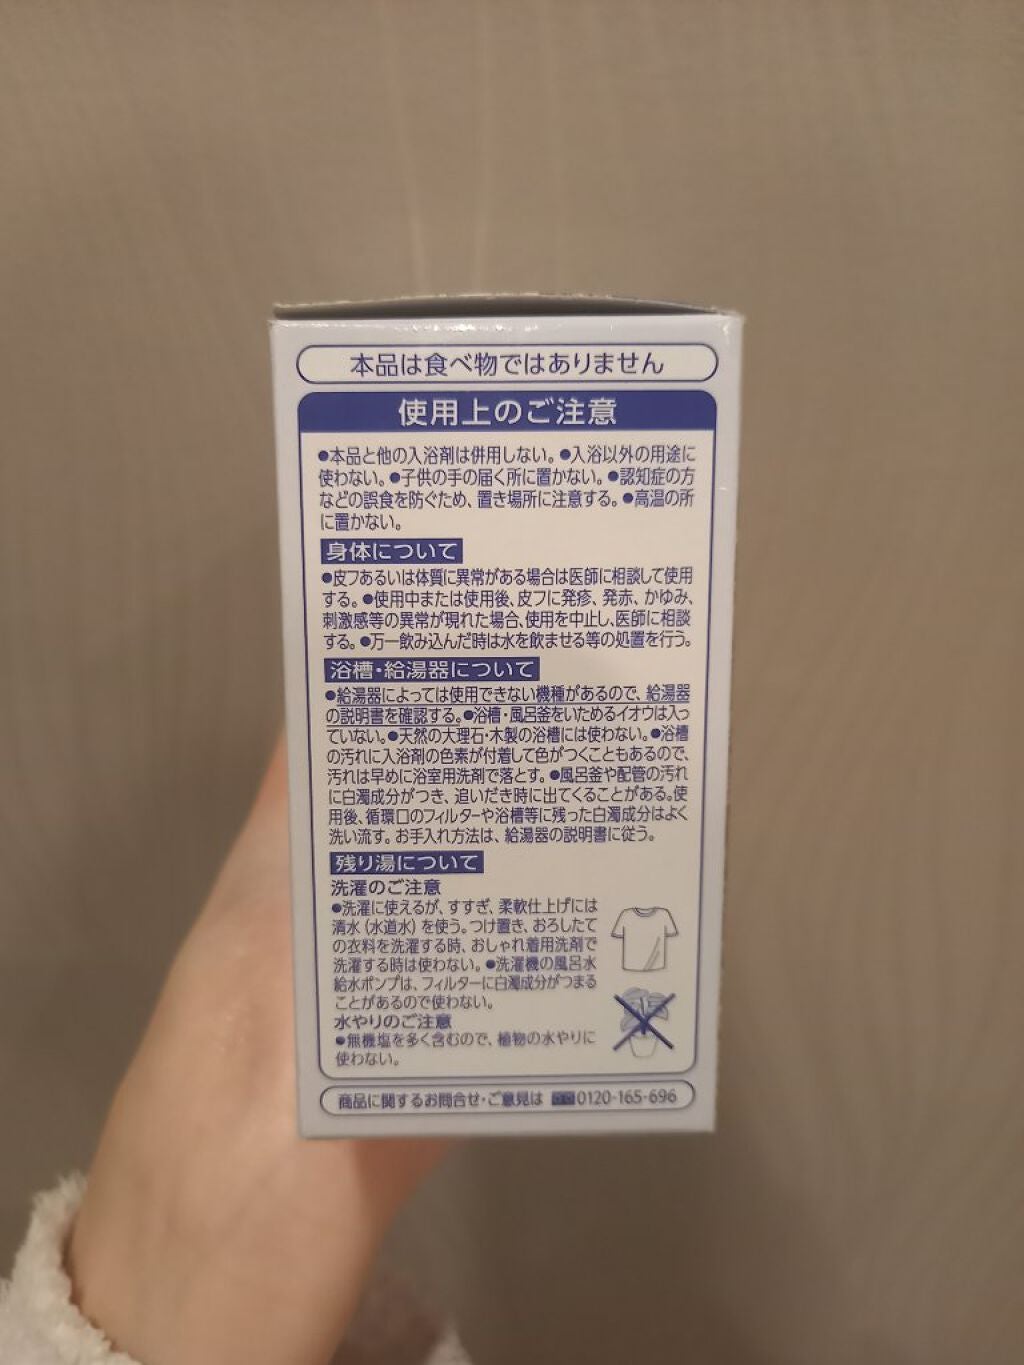 本品は食べ物ではありません
使用上のご注意
●本品と他の入浴剤は併用しない。●入浴以外の用途に
使わない。●子供の手の届く所に置かない。●認知症の方
などの誤食を防ぐため、置き場所に注意する。●高温の所
に置かない。
身体について
●皮フあるいは体質に異常がある場合は医師に相談して使用
する。●使用中または使用後、皮フに発疹、発赤、かゆみ、
刺激感等の異常が現れた場合、使用を中止し、医師に相談
する。●万一飲み込んだ時は水を飲ませる等の処置を行う。
浴槽・給湯器について
●給湯器によっては使用できない機種があるので、給湯器
の説明書を確認する。●浴槽・風呂釜をいためるイオウは入っ
ていない。●天然の大理石・木製の浴槽には使わない。●浴槽
の汚れに入浴剤の色素が付着して色がつくこともあるので、
汚れは早めに浴室用洗剤で落とす。●風呂釜や配管の汚れ
に白濁成分がつき、追いだき時に出てくることがある。使
用後、循環口のフィルターや浴槽等に残った白濁成分はよく
洗い流す。お手入れ方法は、給湯器の説明書に従う。
残り湯について
洗濯のご注意
●洗濯に使えるが、すすぎ、柔軟仕上げには
清水（水道水）を使う。つけ置き、おろしたて
の衣料を洗濯する時、おしゃれ着用洗剤で
洗濯する時は使わない。●洗濯機の風呂水
給水ポンプは、フィルターに白濁成分がつまる
ことがあるので使わない。
水やりのご注意
●無機塩を多く含むので、植物の水やりに
使わない。
商品に関するお問合せ・ご意見は 0120-165-696